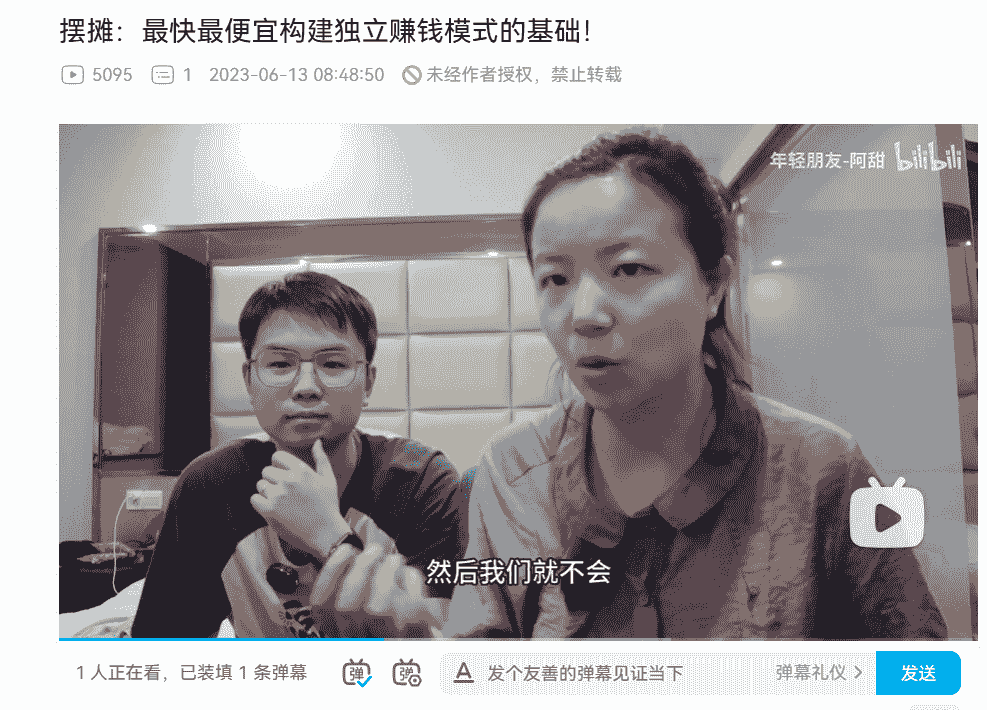 摆摊：最快最便宜构建独立赚钱模式的基础！
5095 1 2023-06-13 08:48:50 未经作者授权，禁止转载
年轻朋友-阿甜 bilibili
然后我们就不会
1 人正在看，已装填 1 条弹幕 弹 弹 A 发个友善的弹幕见证当下 弹幕礼仪 发送